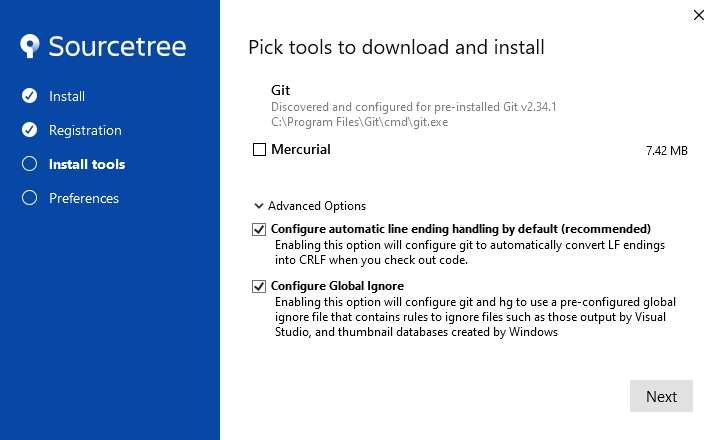 Sourcetree
Install
Registration
Install tools
Preferences
Pick tools to download and install
Git
Discovered and configured for pre-installed Git v2.34.1
C:\Program Files\Git\cmd\git.exe
Mercurial 7.42 MB
Advanced Options
Configure automatic line ending handling by default (recommended)
Enabling this option will configure git to automatically convert LF endings
into CRLF when you check out code.
Configure Global Ignore
Enabling this option will configure git and hg to use a pre-configured global
ignore file that contains rules to ignore files such as those output by Visual
Studio, and thumbnail databases created by Windows
Next